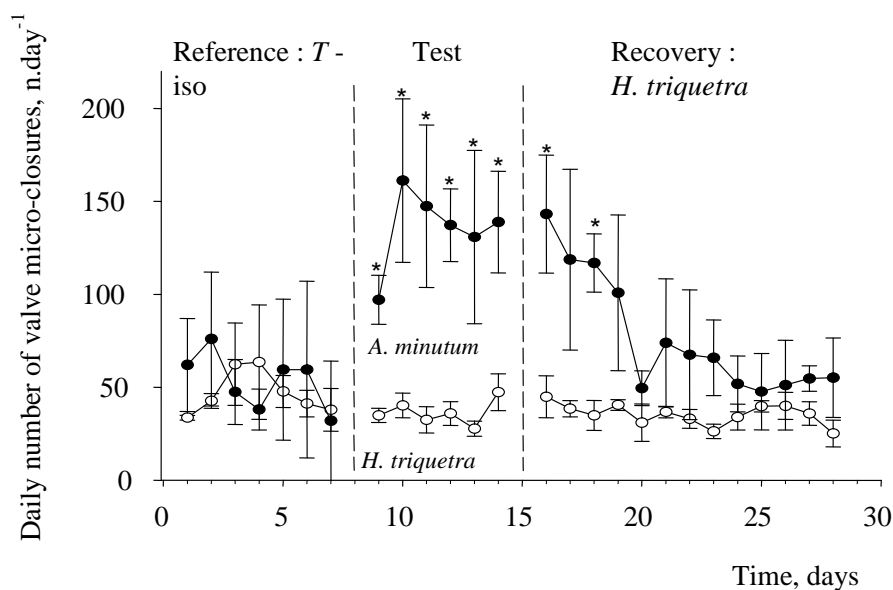 Daily number of valve micro-closures, n.day-1
Reference : T -
iso
Test
Recovery :
H. triquetra
200
150
100
50
0
* * * * * *
* *
A. minutum
H. triquetra
0 5 10 15 20 25 30
Time, days